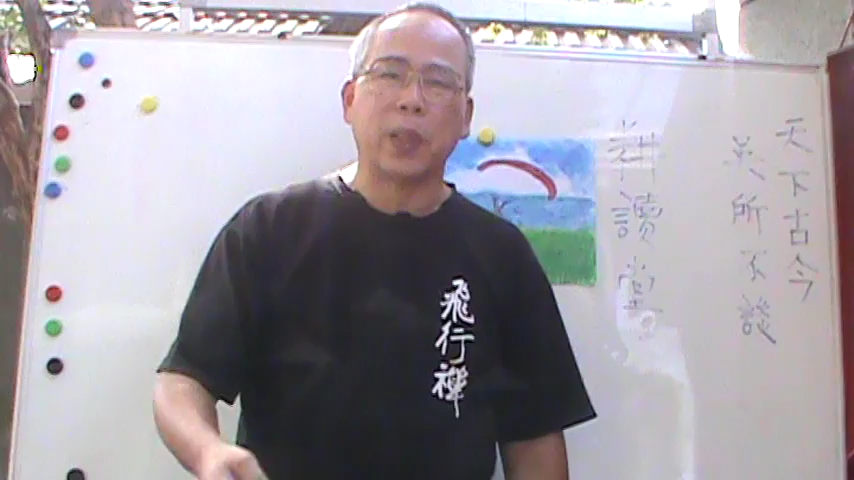 天下古今
無所不談
耕讀堂
飛行禪